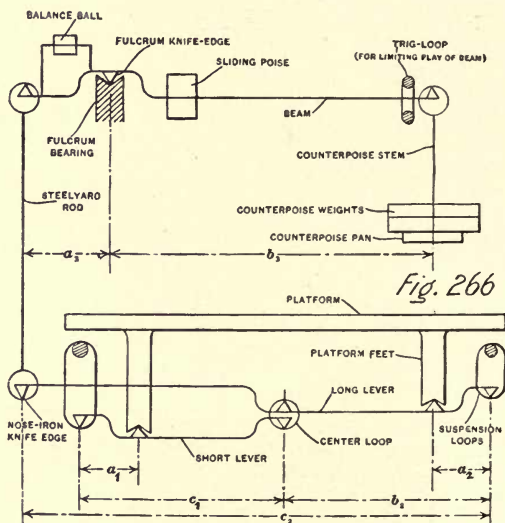 BALANCE BALL
FULCRUM KNIFE-EDGE
SLIDING POISE
TRIG-LOOP
(FOR LIMITING PLAY OF BEAM)
BEAM
FULCRUM
BEARING
COUNTERPOISE STEM
STEELYARD
ROD
COUNTERPOISE WEIGHTS
COUNTERPOISE PAN
a₃
b₃
Fig. 266
PLATFORM
PLATFORM FEET
LONG LEVER
NOSE-IRON
KNIFE EDGE
SHORT LEVER
CENTER LOOP
SUSPENSION
LOOPS
a₁
a₂
c₁
b₂
c₂